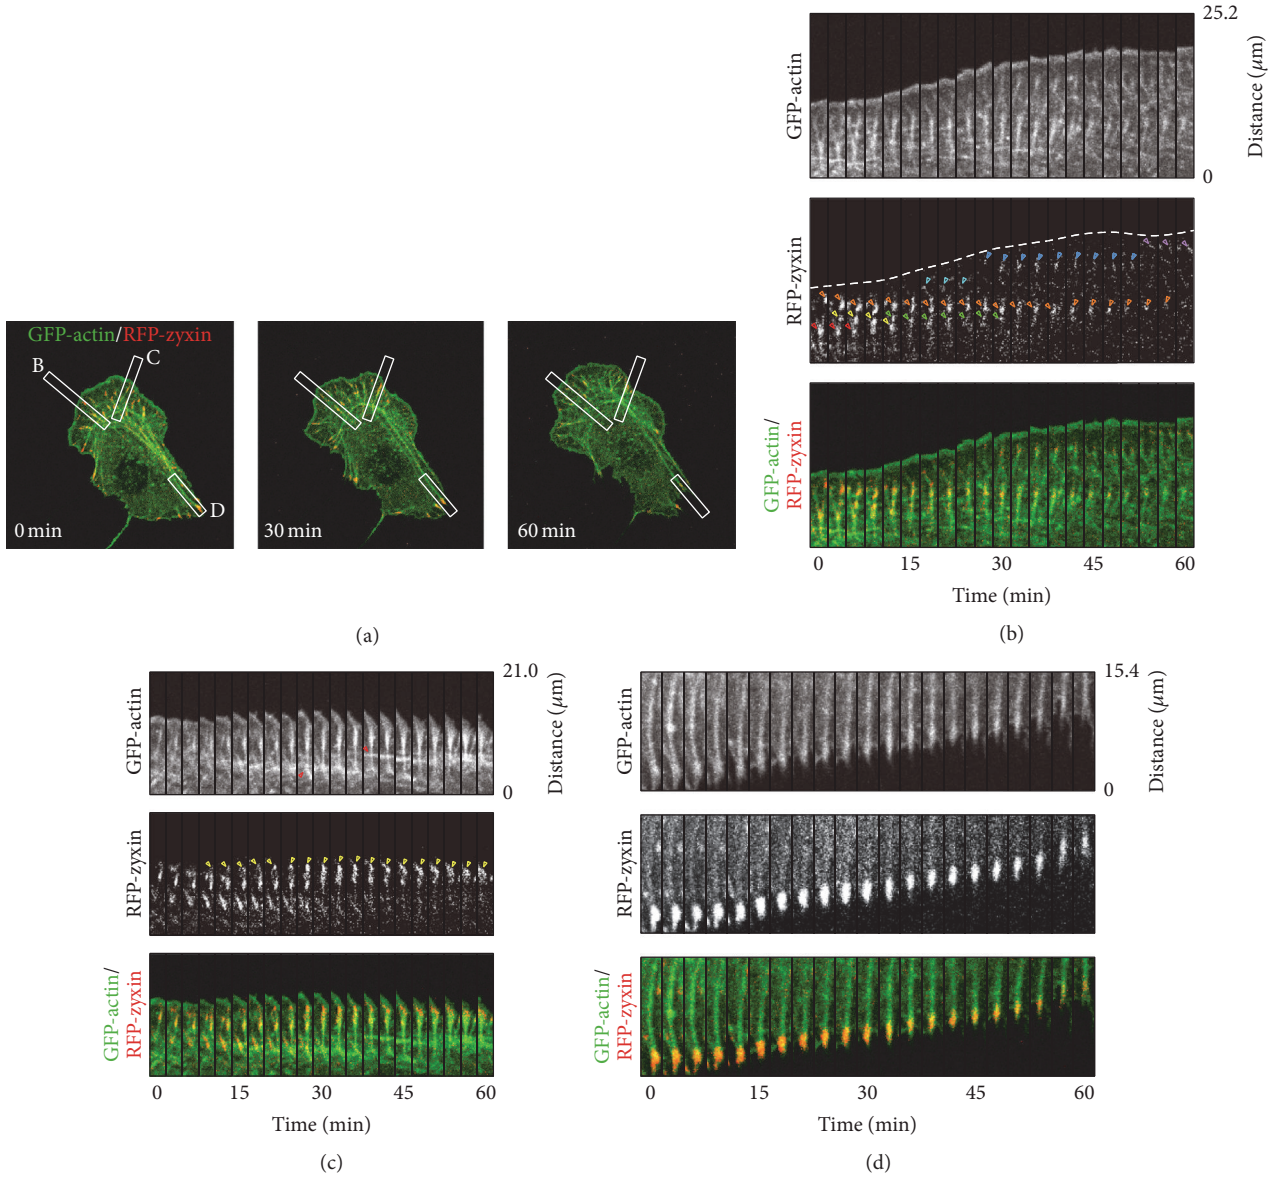 GFP-actin/RFP-zyxin
B
C
D
0 min
30 min
60 min
(a)
GFP-actin
25.2
Distance (μm)
0
RFP-zyxin
GFP-actin/
RFP-zyxin
0 15 30 45 60
Time (min)
(b)
GFP-actin
21.0
Distance (μm)
0
RFP-zyxin
GFP-actin/
RFP-zyxin
0 15 30 45 60
Time (min)
(c)
GFP-actin
15.4
Distance (μm)
0
RFP-zyxin
GFP-actin/
RFP-zyxin
0 15 30 45 60
Time (min)
(d)